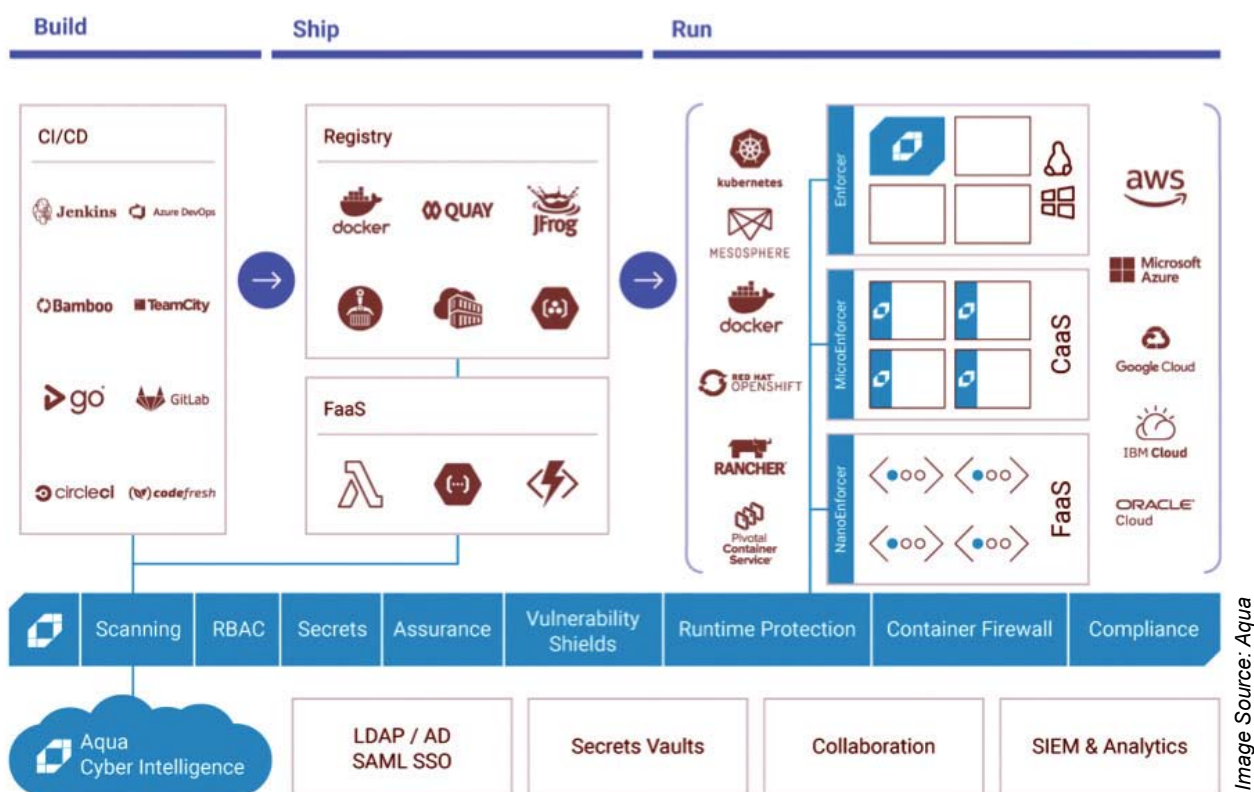 Build
Ship
Run
CI/CD
Jenkins
Azure DevOps
Bamboo
TeamCity
go
GitLab
circleci
codefresh
Registry
docker
QUAY
JFrog
FaaS
kubernetes
MESOSPHERE
docker
RED HAT
OPENSHIFT
RANCHER
Pivotal
Container
Service
Enforcer
MicroEnforcer
CaaS
NanoEnforcer
FaaS
aws
Microsoft
Azure
Google Cloud
IBM Cloud
ORACLE
Cloud
Scanning
RBAC
Secrets
Assurance
Vulnerability
Shields
Runtime Protection
Container Firewall
Compliance
Aqua
Cyber Intelligence
LDAP / AD
SAML SSO
Secrets Vaults
Collaboration
SIEM & Analytics
Image Source: Aqua